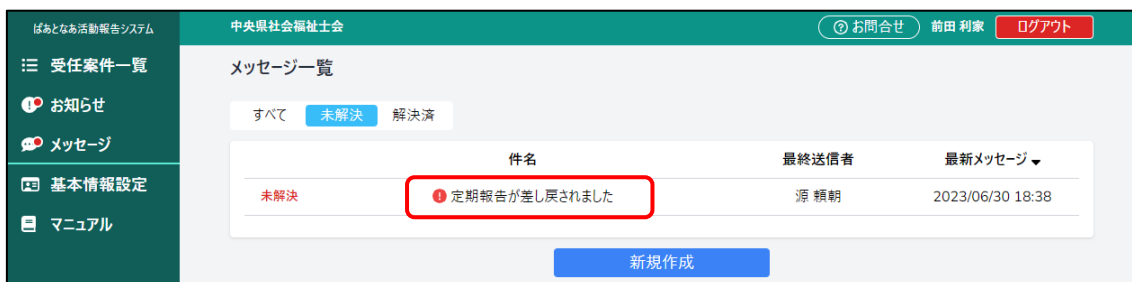 ぱあとなあ活動報告システム
中央県社会福祉士会
お問合せ
前田 利家
ログアウト
受任案件一覧
お知らせ
メッセージ
基本情報設定
マニュアル
メッセージ一覧
すべて
未解決
解決済
件名
最終送信者
最新メッセージ
未解決
定期報告が差し戻されました
源 頼朝
2023/06/30 18:38
新規作成